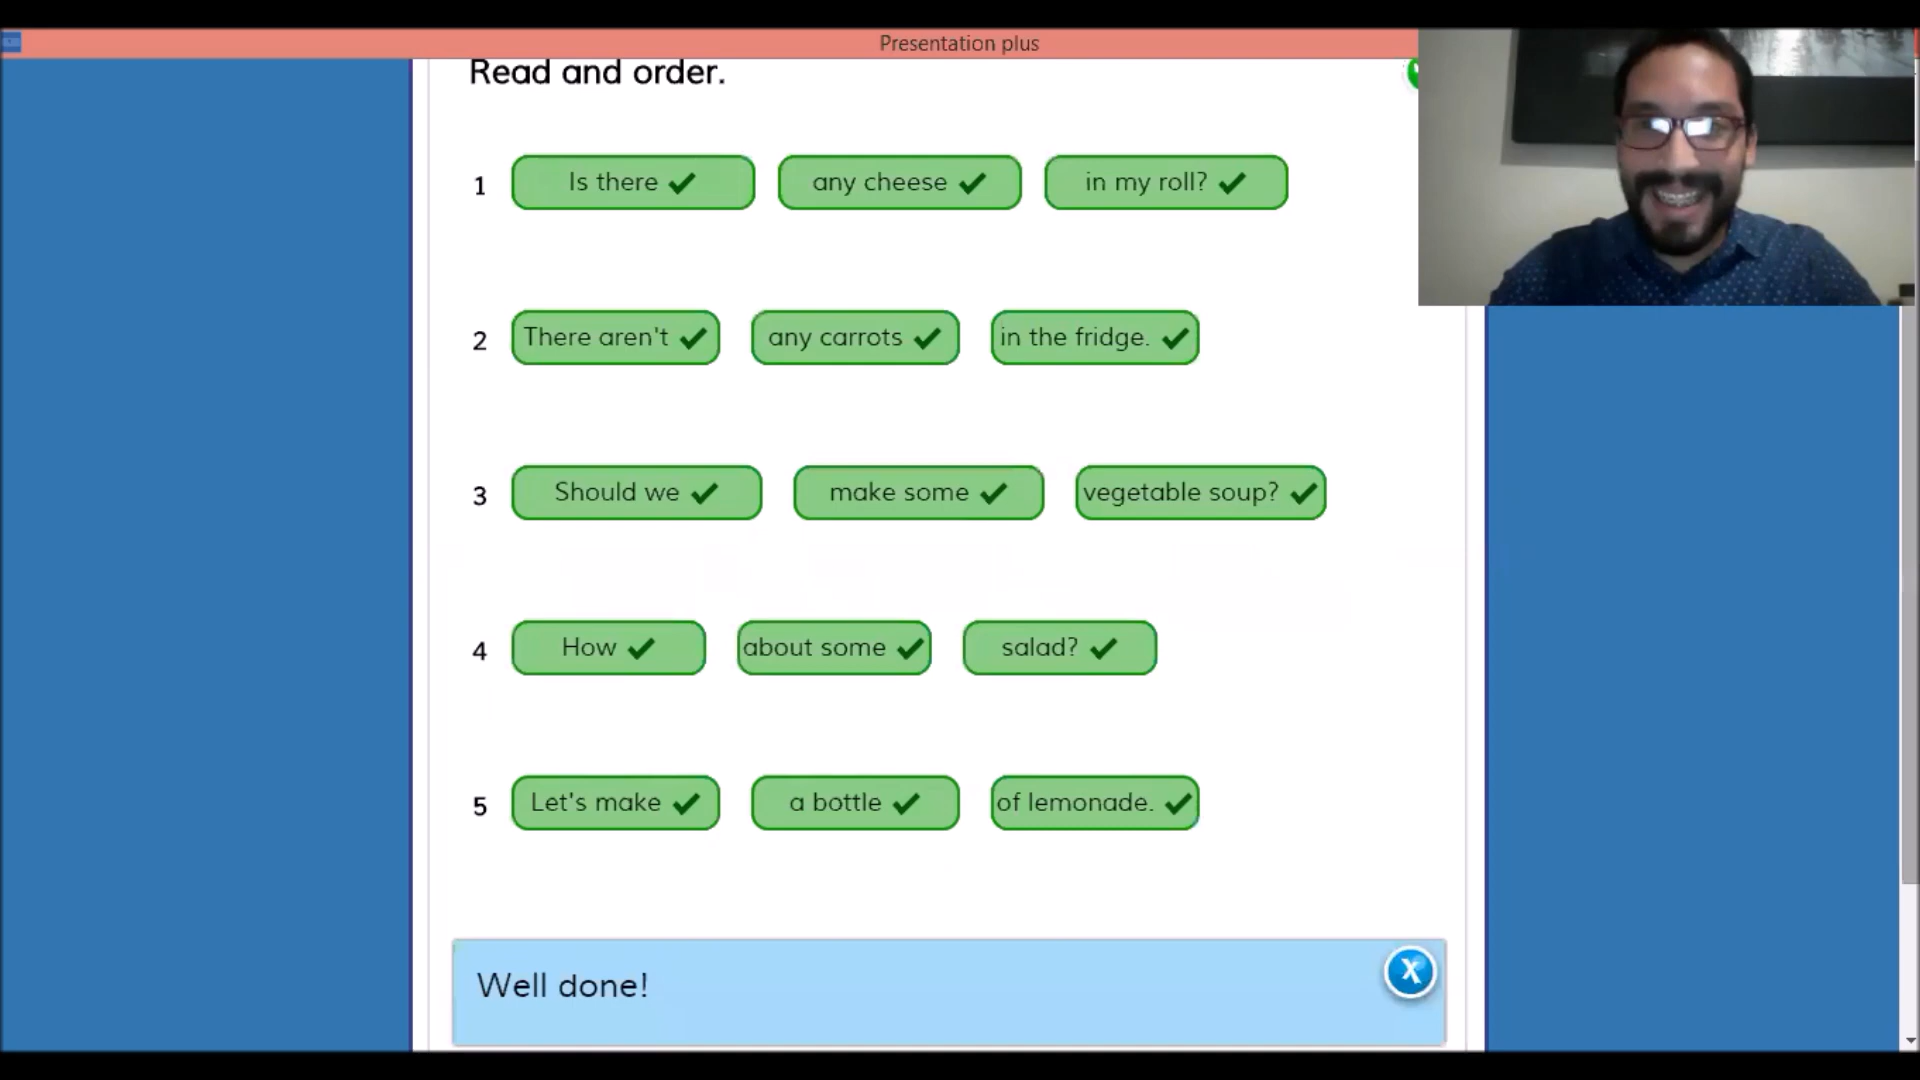 Presentation plus
Read and order.
1 Is there ✔ any cheese ✔ in my roll? ✔
2 There aren't ✔ any carrots ✔ in the fridge. ✔
3 Should we ✔ make some ✔ vegetable soup? ✔
4 How ✔ about some ✔ salad? ✔
5 Let's make ✔ a bottle ✔ of lemonade. ✔
Well done!
X